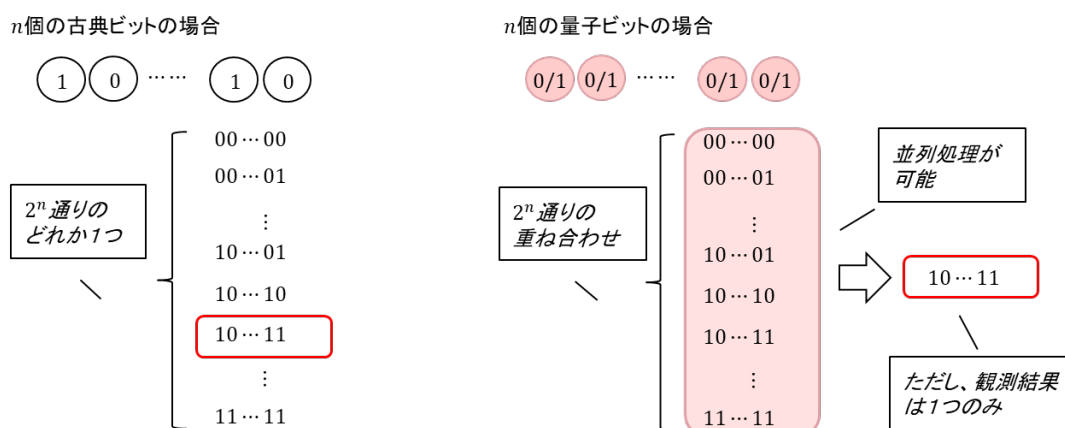 n個の古典ビットの場合
1 0 …… 1 0
00⋯00
00⋯01
⋮
10⋯01
10⋯10
10⋯11
⋮
11⋯11
2ⁿ通りの
どれか1つ
n個の量子ビットの場合
0/1 0/1 …… 0/1 0/1
00⋯00
00⋯01
⋮
10⋯01
10⋯10
10⋯11
⋮
11⋯11
2ⁿ通りの
重ね合わせ
並列処理が
可能
10⋯11
ただし、観測結果
は1つのみ